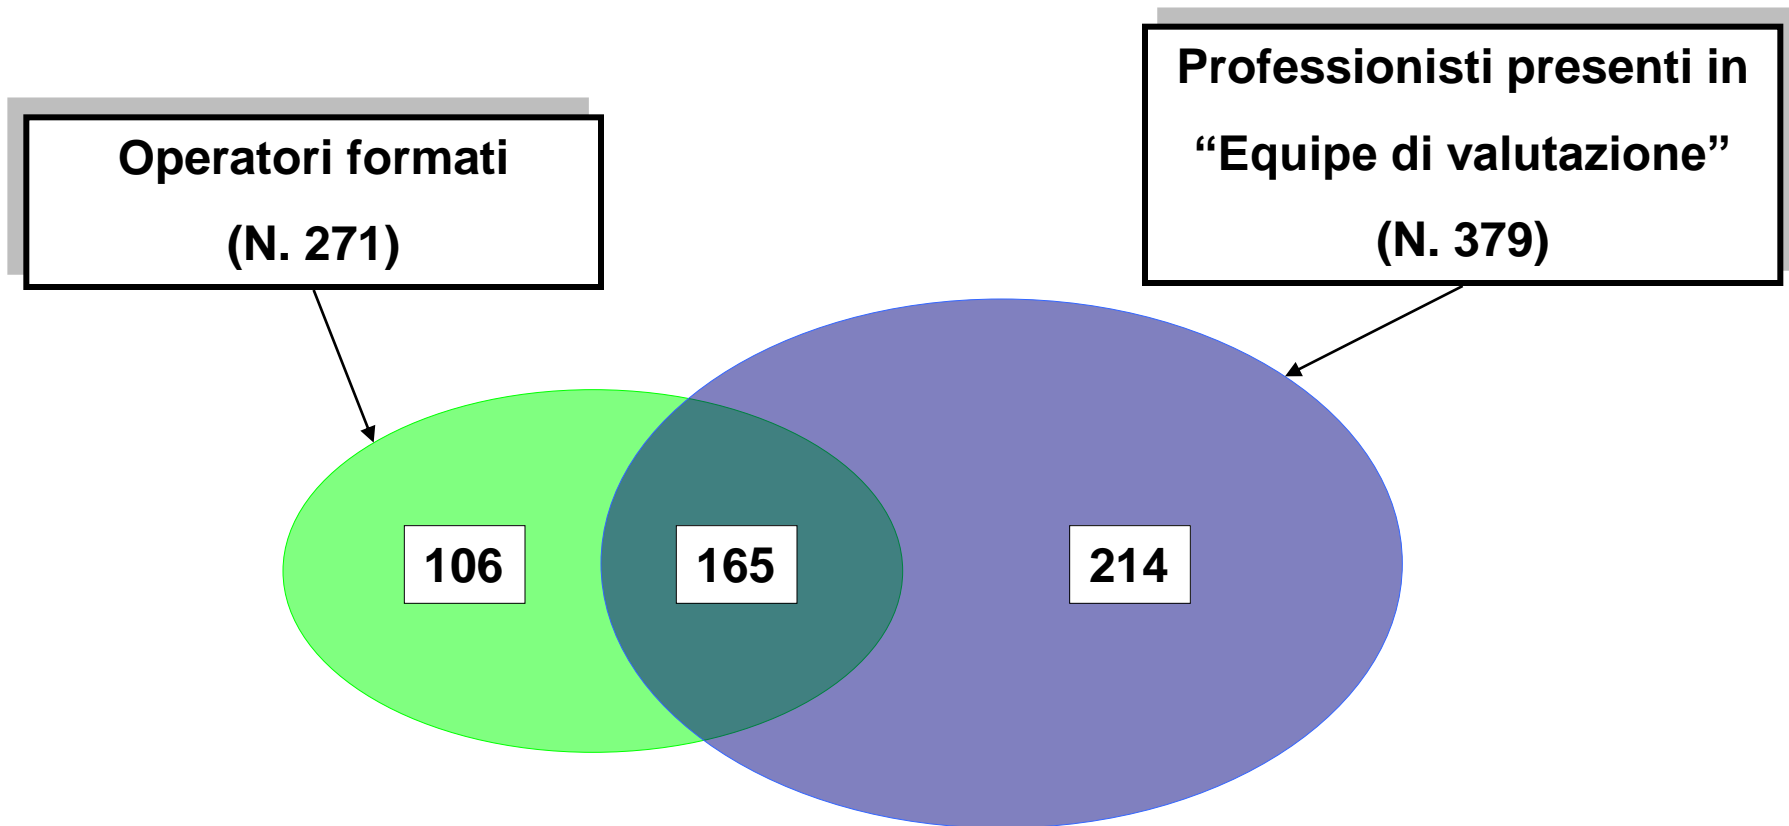 Operatori formati
(N. 271)
Professionisti presenti in
“Equipe di valutazione”
(N. 379)
106
165
214